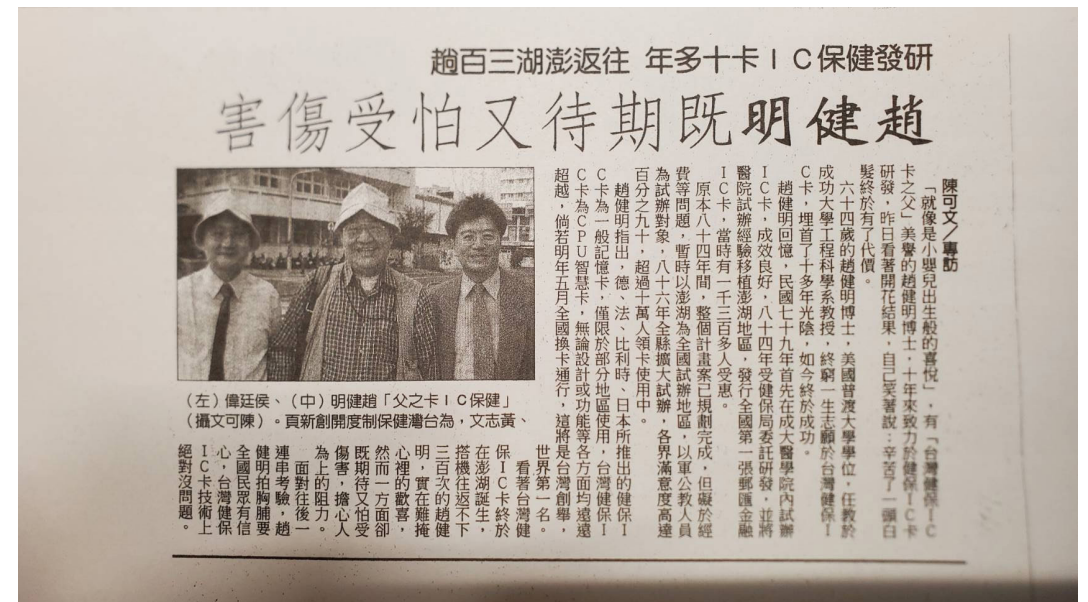 研發健保IC卡十多年 往返澎湖三百趟
趙健明既期待又怕受傷害
陳可文／專訪
「就像是小嬰兒出生般的喜悅」，有「台灣健保IC
卡之父」美譽的趙健明博士，十年來致力於健保IC卡
研發，昨日看著開花結果，自己笑著說：辛苦了一頭白
髮終於有了代價。
六十四歲的趙健明博士，美國普渡大學學位，任教於
成功大學工程科學系教授，終窮一生志願於台灣健保I
C卡，埋首了十多年光陰，如今終於成功。
趙健明回憶，民國七十九年首先在成大醫學院內試辦
IC卡，成效良好，八十四年受健保局委託研發，並將
醫院試辦經驗移植澎湖地區，發行全國第一張郵匯金融
IC卡，當時有一千三百多人受惠。
原本八十四年間，整個計畫案已規劃完成，但礙於經
費等問題，暫時以澎湖為全國試辦地區，以軍公教人員
為試辦對象，八十六年全縣擴大試辦，各界滿意度高達
百分之九十，超過十萬人領卡使用中。
趙健明指出，德、法、比利時、日本所推出的健保I
C卡為一般記憶卡，僅限於部分地區使用，台灣健保I
C卡為CPU智慧卡，無論設計或功能等各方面均遠遠
超越，倘若明年五月全國換卡通行，這將是台灣創舉，
世界第一名。
看著台灣健
保IC卡終於
在澎湖誕生，
搭機往返不下
三百次的趙健
明，實在難掩
心裡的歡喜，
然而一方面卻
既期待又怕受
傷害，擔心人
為上的阻力。
面對往後一
連串考驗，趙
健明拍胸脯要
全國民眾有信
心，台灣健保
IC卡技術上
絕對沒問題。
「健保IC卡之父」趙健明（中）、侯廷偉（左）
、黃志文，為台灣健保制度開創新頁。（陳可文攝）